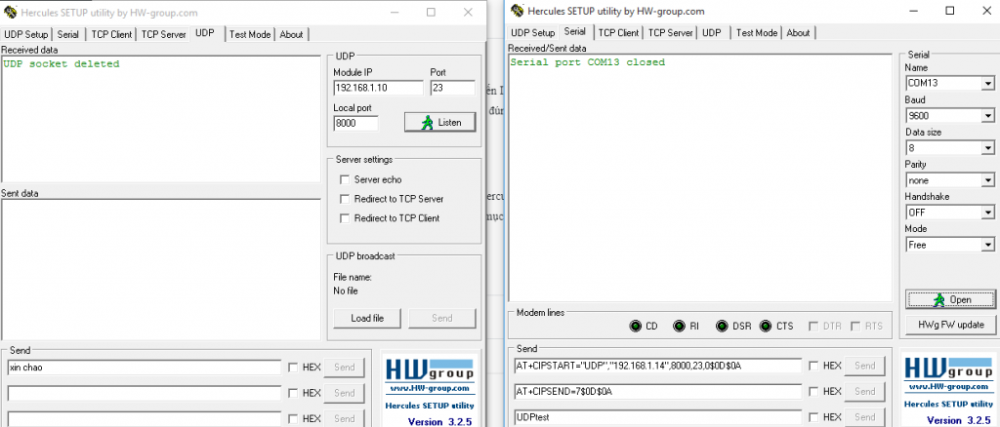 Hercules SETUP utility by HW-group.com
UDP Setup Serial TCP Client TCP Server UDP Test Mode About
Received data
UDP socket deleted
Sent data
UDP
Module IP Port
192.168.1.10 23
Local port
8000 Listen
Server settings
Server echo
Redirect to TCP Server
Redirect to TCP Client
UDP broadcast
File name:
No file
Load file Send
Send
xin chao HEX Send
HEX Send
HEX Send
HW group
www.HW-group.com
Hercules SETUP utility
Version 3.2.5
Hercules SETUP utility by HW-group.com
UDP Setup Serial TCP Client TCP Server UDP Test Mode About
Received/Sent data
Serial port COM13 closed
Serial
Name
COM13
Baud
9600
Data size
8
Parity
none
Handshake
OFF
Mode
Free
Open
HWg FW update
Modem lines
CD RI DSR CTS DTR RTS
Send
AT+CIPSTART="UDP","192.168.1.14",8000,23,0$0D$0A HEX Send
AT+CIPSEND=7$0D$0A HEX Send
UDPtest HEX Send
HW group
www.HW-group.com
Hercules SETUP utility
Version 3.2.5